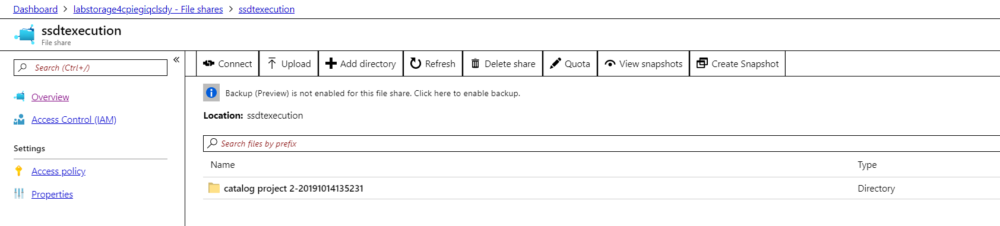 Dashboard > labstorage4cpiegiqclsdy - File shares > ssdtexecution
ssdtexecution
File share
Search (Ctrl+/)
«
Overview
Access Control (IAM)
Settings
Access policy
Properties
Connect Upload Add directory Refresh Delete share Quota View snapshots Create Snapshot
Backup (Preview) is not enabled for this file share. Click here to enable backup.
Location: ssdtexecution
Search files by prefix
Name Type
catalog project 2-20191014135231 Directory